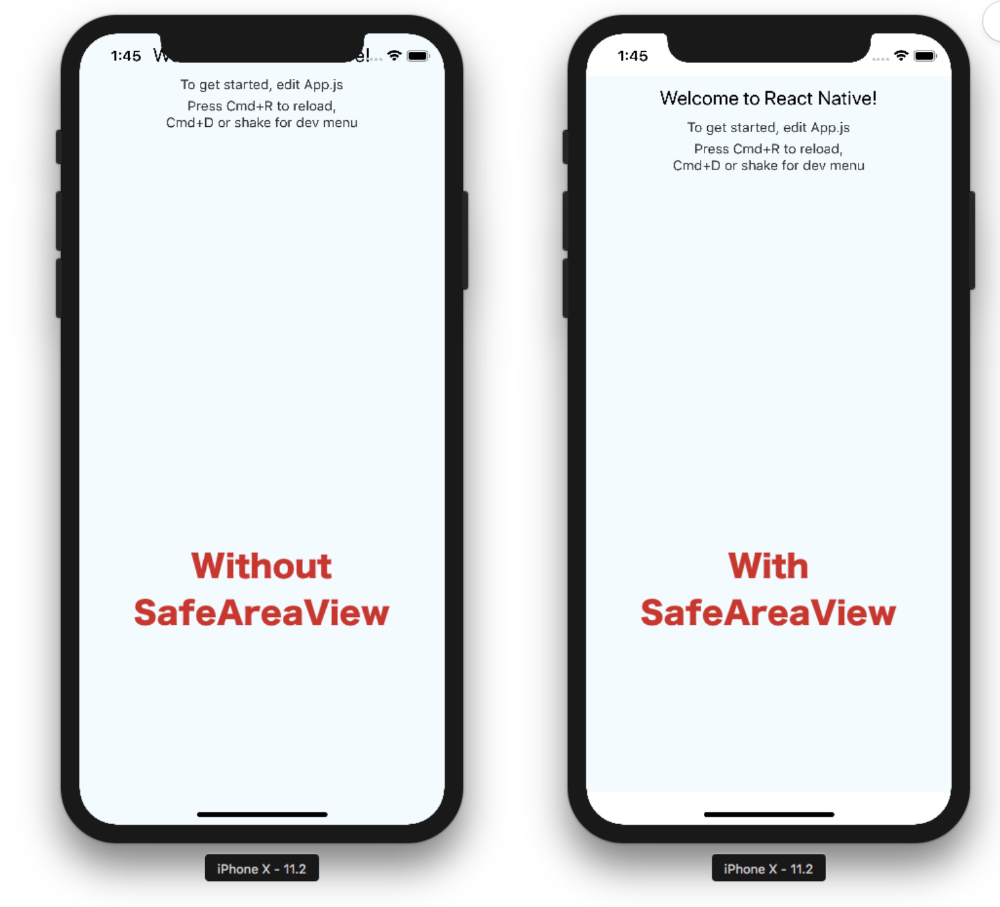 1:45
To get started, edit App.js
Press Cmd+R to reload,
Cmd+D or shake for dev menu
Without
SafeAreaView
iPhone X - 11.2
1:45
Welcome to React Native!
To get started, edit App.js
Press Cmd+R to reload,
Cmd+D or shake for dev menu
With
SafeAreaView
iPhone X - 11.2